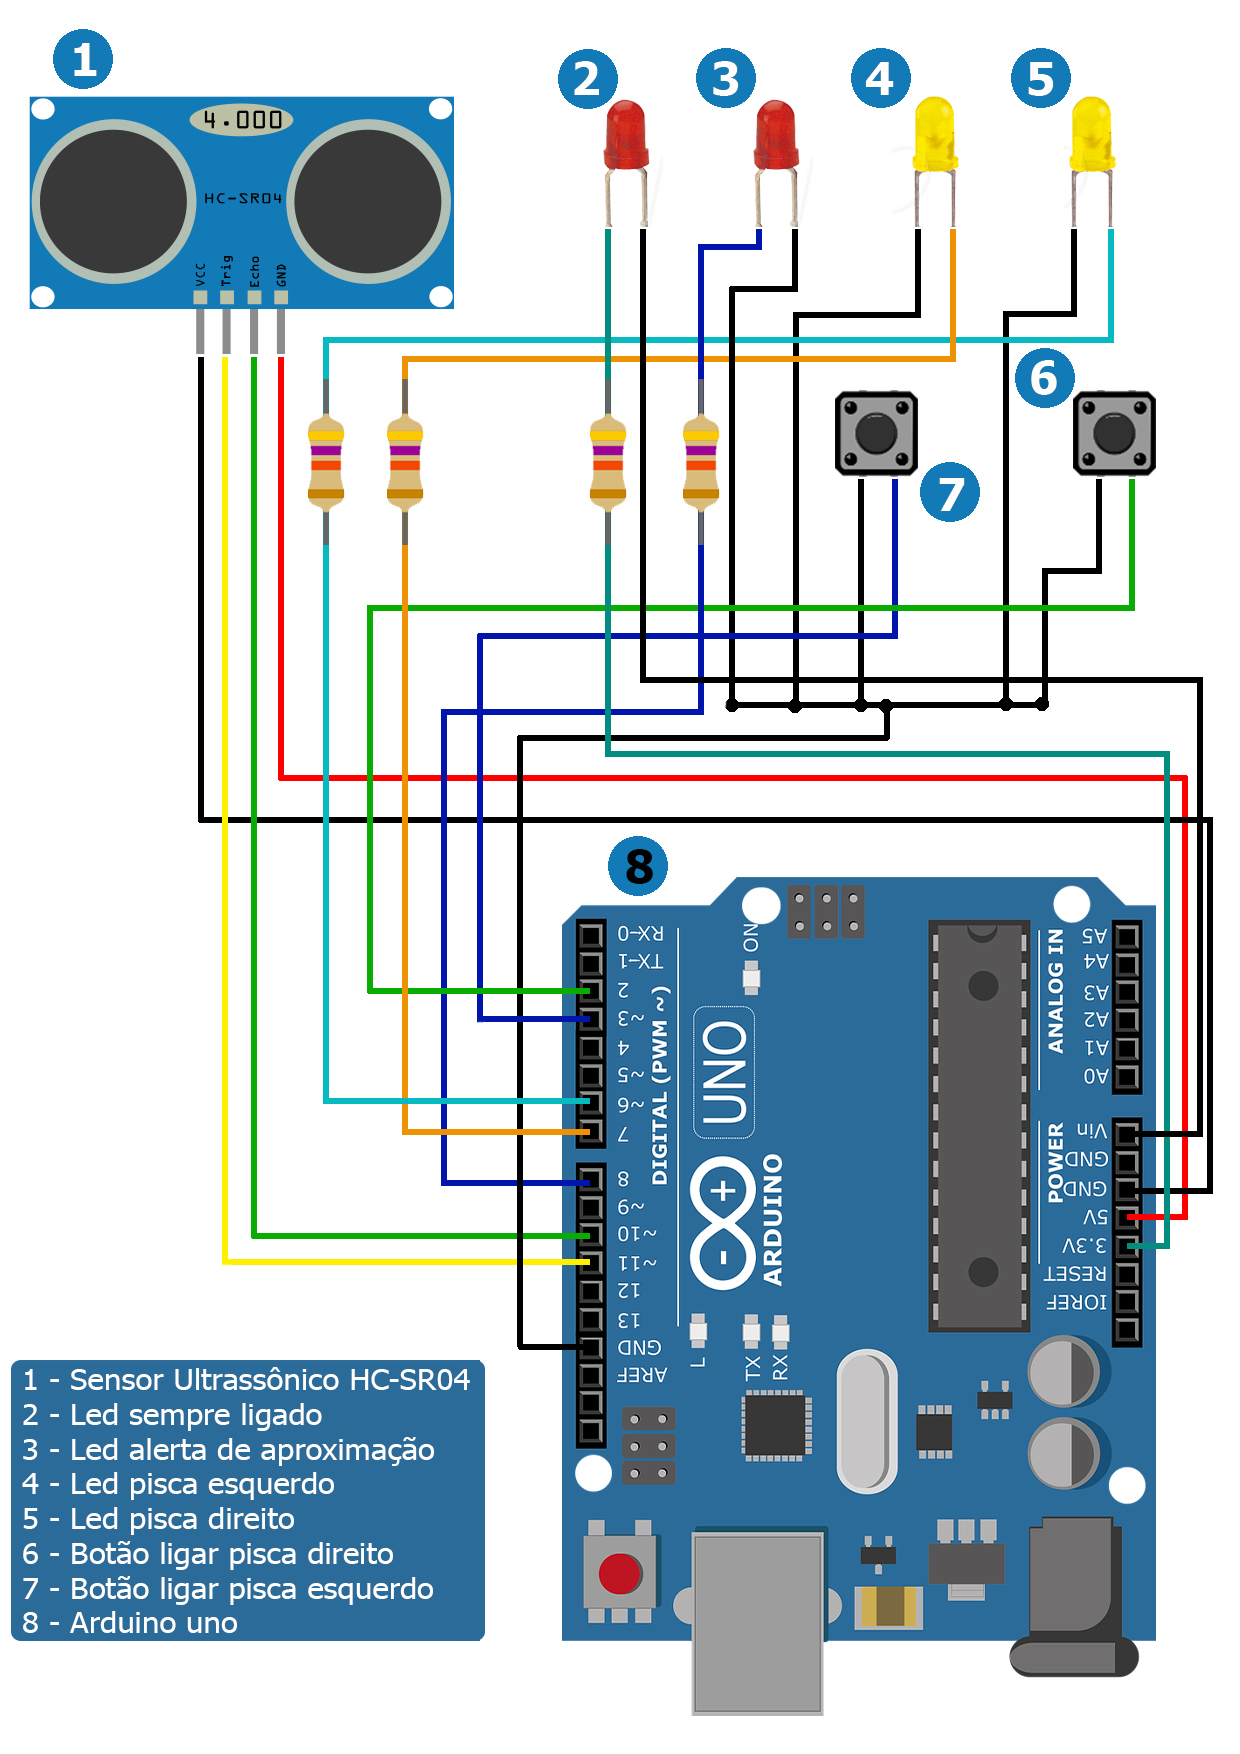 1
2
3
4
5
4.000
HC-SR04
VCC
Trig
Echo
GND
6
7
8
RX-0
TX-1
2
~3
4
~5
~6
7
8
~9
~10
~11
12
13
GND
AREF
DIGITAL (PWM ~)
ON
UNO
ARDUINO
L
TX
RX
ANALOG IN
A5
A4
A3
A2
A1
A0
POWER
Vin
GND
GND
5V
3.3V
RESET
IOREF
1 - Sensor Ultrassônico HC-SR04
2 - Led sempre ligado
3 - Led alerta de aproximação
4 - Led pisca esquerdo
5 - Led pisca direito
6 - Botão ligar pisca direito
7 - Botão ligar pisca esquerdo
8 - Arduino uno